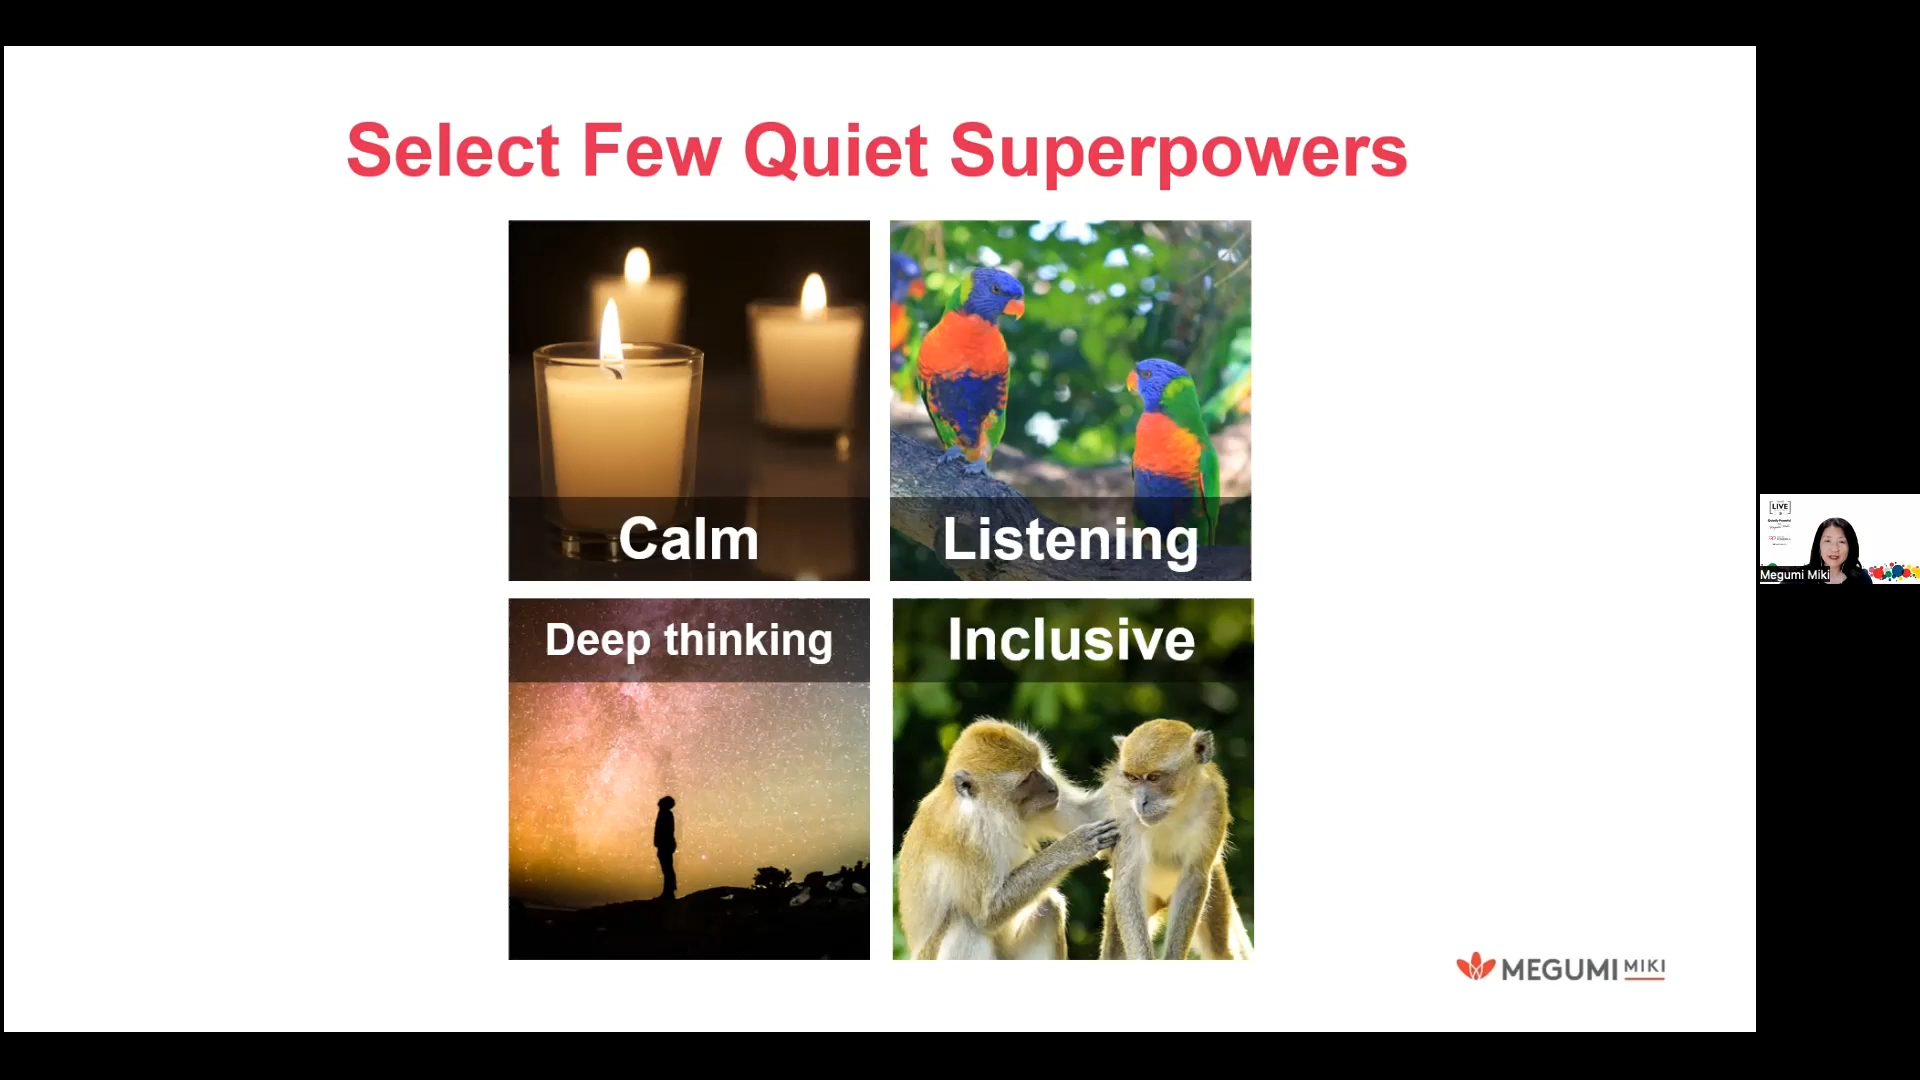 Select Few Quiet Superpowers
Calm
Listening
Deep thinking
Inclusive
MEGUMI MIKI
[LIVE]
Megumi Miki